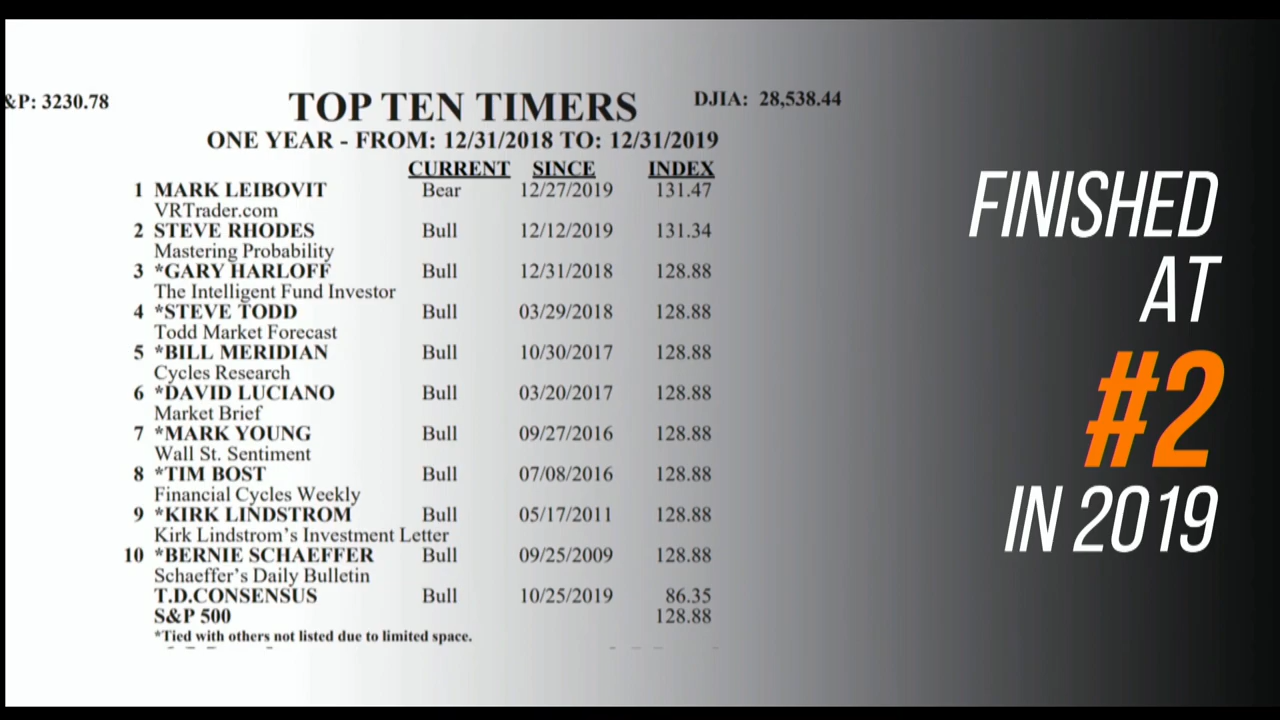 &P: 3230.78
TOP TEN TIMERS
DJIA: 28,538.44
ONE YEAR - FROM: 12/31/2018 TO: 12/31/2019
CURRENT SINCE INDEX
1 MARK LEIBOVIT Bear 12/27/2019 131.47
VRTrader.com
2 STEVE RHODES Bull 12/12/2019 131.34
Mastering Probability
3 *GARY HARLOFF Bull 12/31/2018 128.88
The Intelligent Fund Investor
4 *STEVE TODD Bull 03/29/2018 128.88
Todd Market Forecast
5 *BILL MERIDIAN Bull 10/30/2017 128.88
Cycles Research
6 *DAVID LUCIANO Bull 03/20/2017 128.88
Market Brief
7 *MARK YOUNG Bull 09/27/2016 128.88
Wall St. Sentiment
8 *TIM BOST Bull 07/08/2016 128.88
Financial Cycles Weekly
9 *KIRK LINDSTROM Bull 05/17/2011 128.88
Kirk Lindstrom's Investment Letter
10 *BERNIE SCHAEFFER Bull 09/25/2009 128.88
Schaeffer's Daily Bulletin
T.D.CONSENSUS Bull 10/25/2019 86.35
S&P 500 128.88
*Tied with others not listed due to limited space.
FINISHED
AT
#2
IN 2019